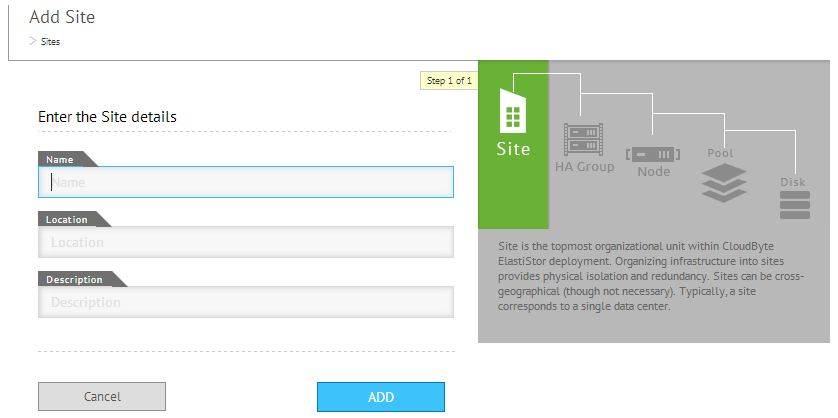 Add Site
> Sites
Step 1 of 1
Enter the Site details
Name
Name
Location
Location
Description
Description
Cancel
ADD
Site
HA Group
Node
Pool
Disk
Site is the topmost organizational unit within CloudByte
ElastiStor deployment. Organizing infrastructure into sites
provides physical isolation and redundancy. Sites can be cross-
geographical (though not necessary). Typically, a site
corresponds to a single data center.